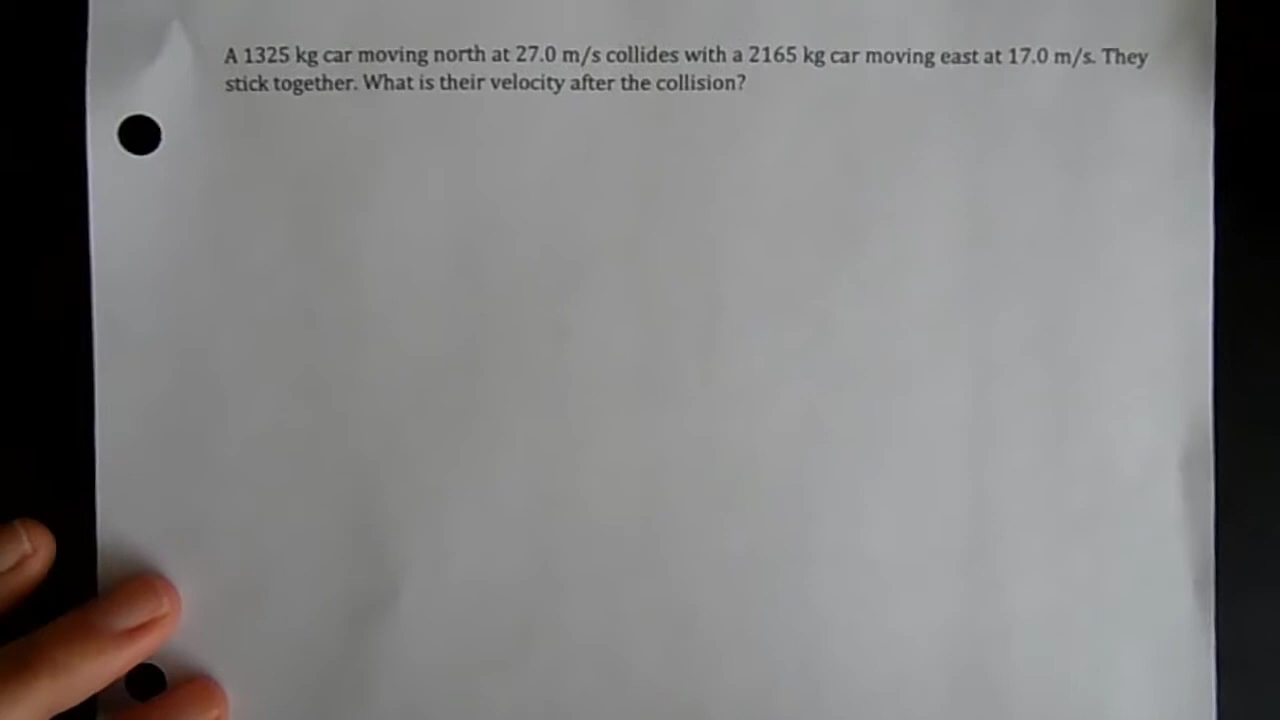 A 1325 kg car moving north at 27.0 m/s collides with a 2165 kg car moving east at 17.0 m/s. They
stick together. What is their velocity after the collision?